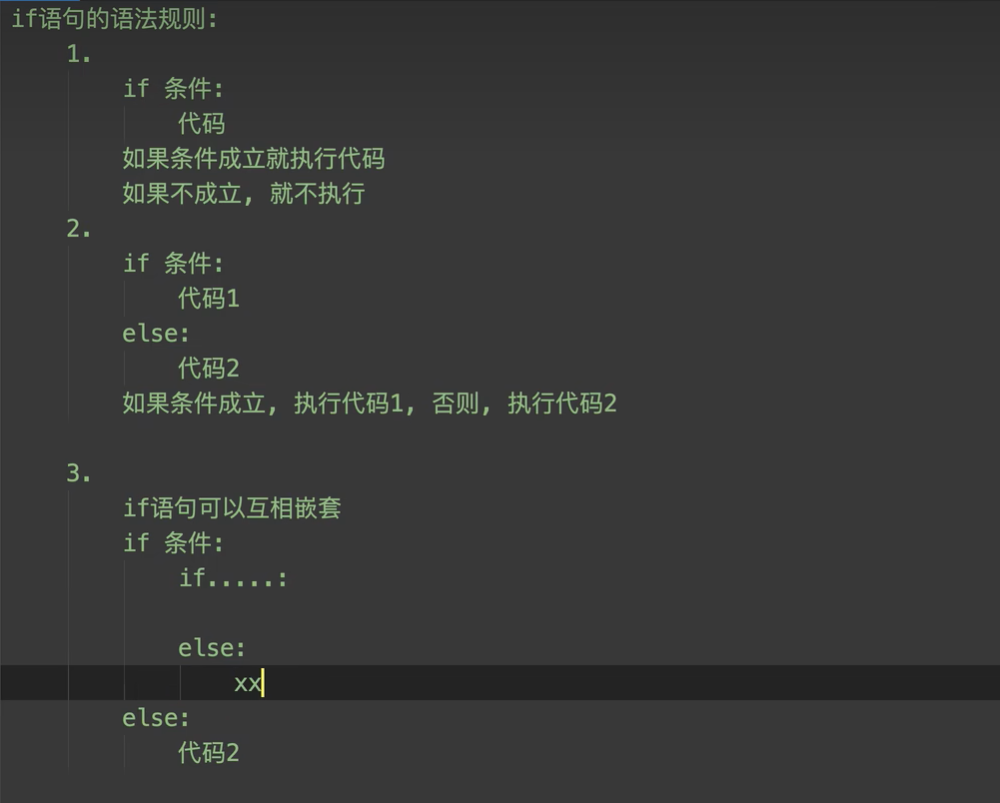 if语句的语法规则:
1.
if 条件:
代码
如果条件成立就执行代码
如果不成立, 就不执行
2.
if 条件:
代码1
else:
代码2
如果条件成立, 执行代码1, 否则, 执行代码2
3.
if语句可以互相嵌套
if 条件:
if.....:
else:
xx
else:
代码2